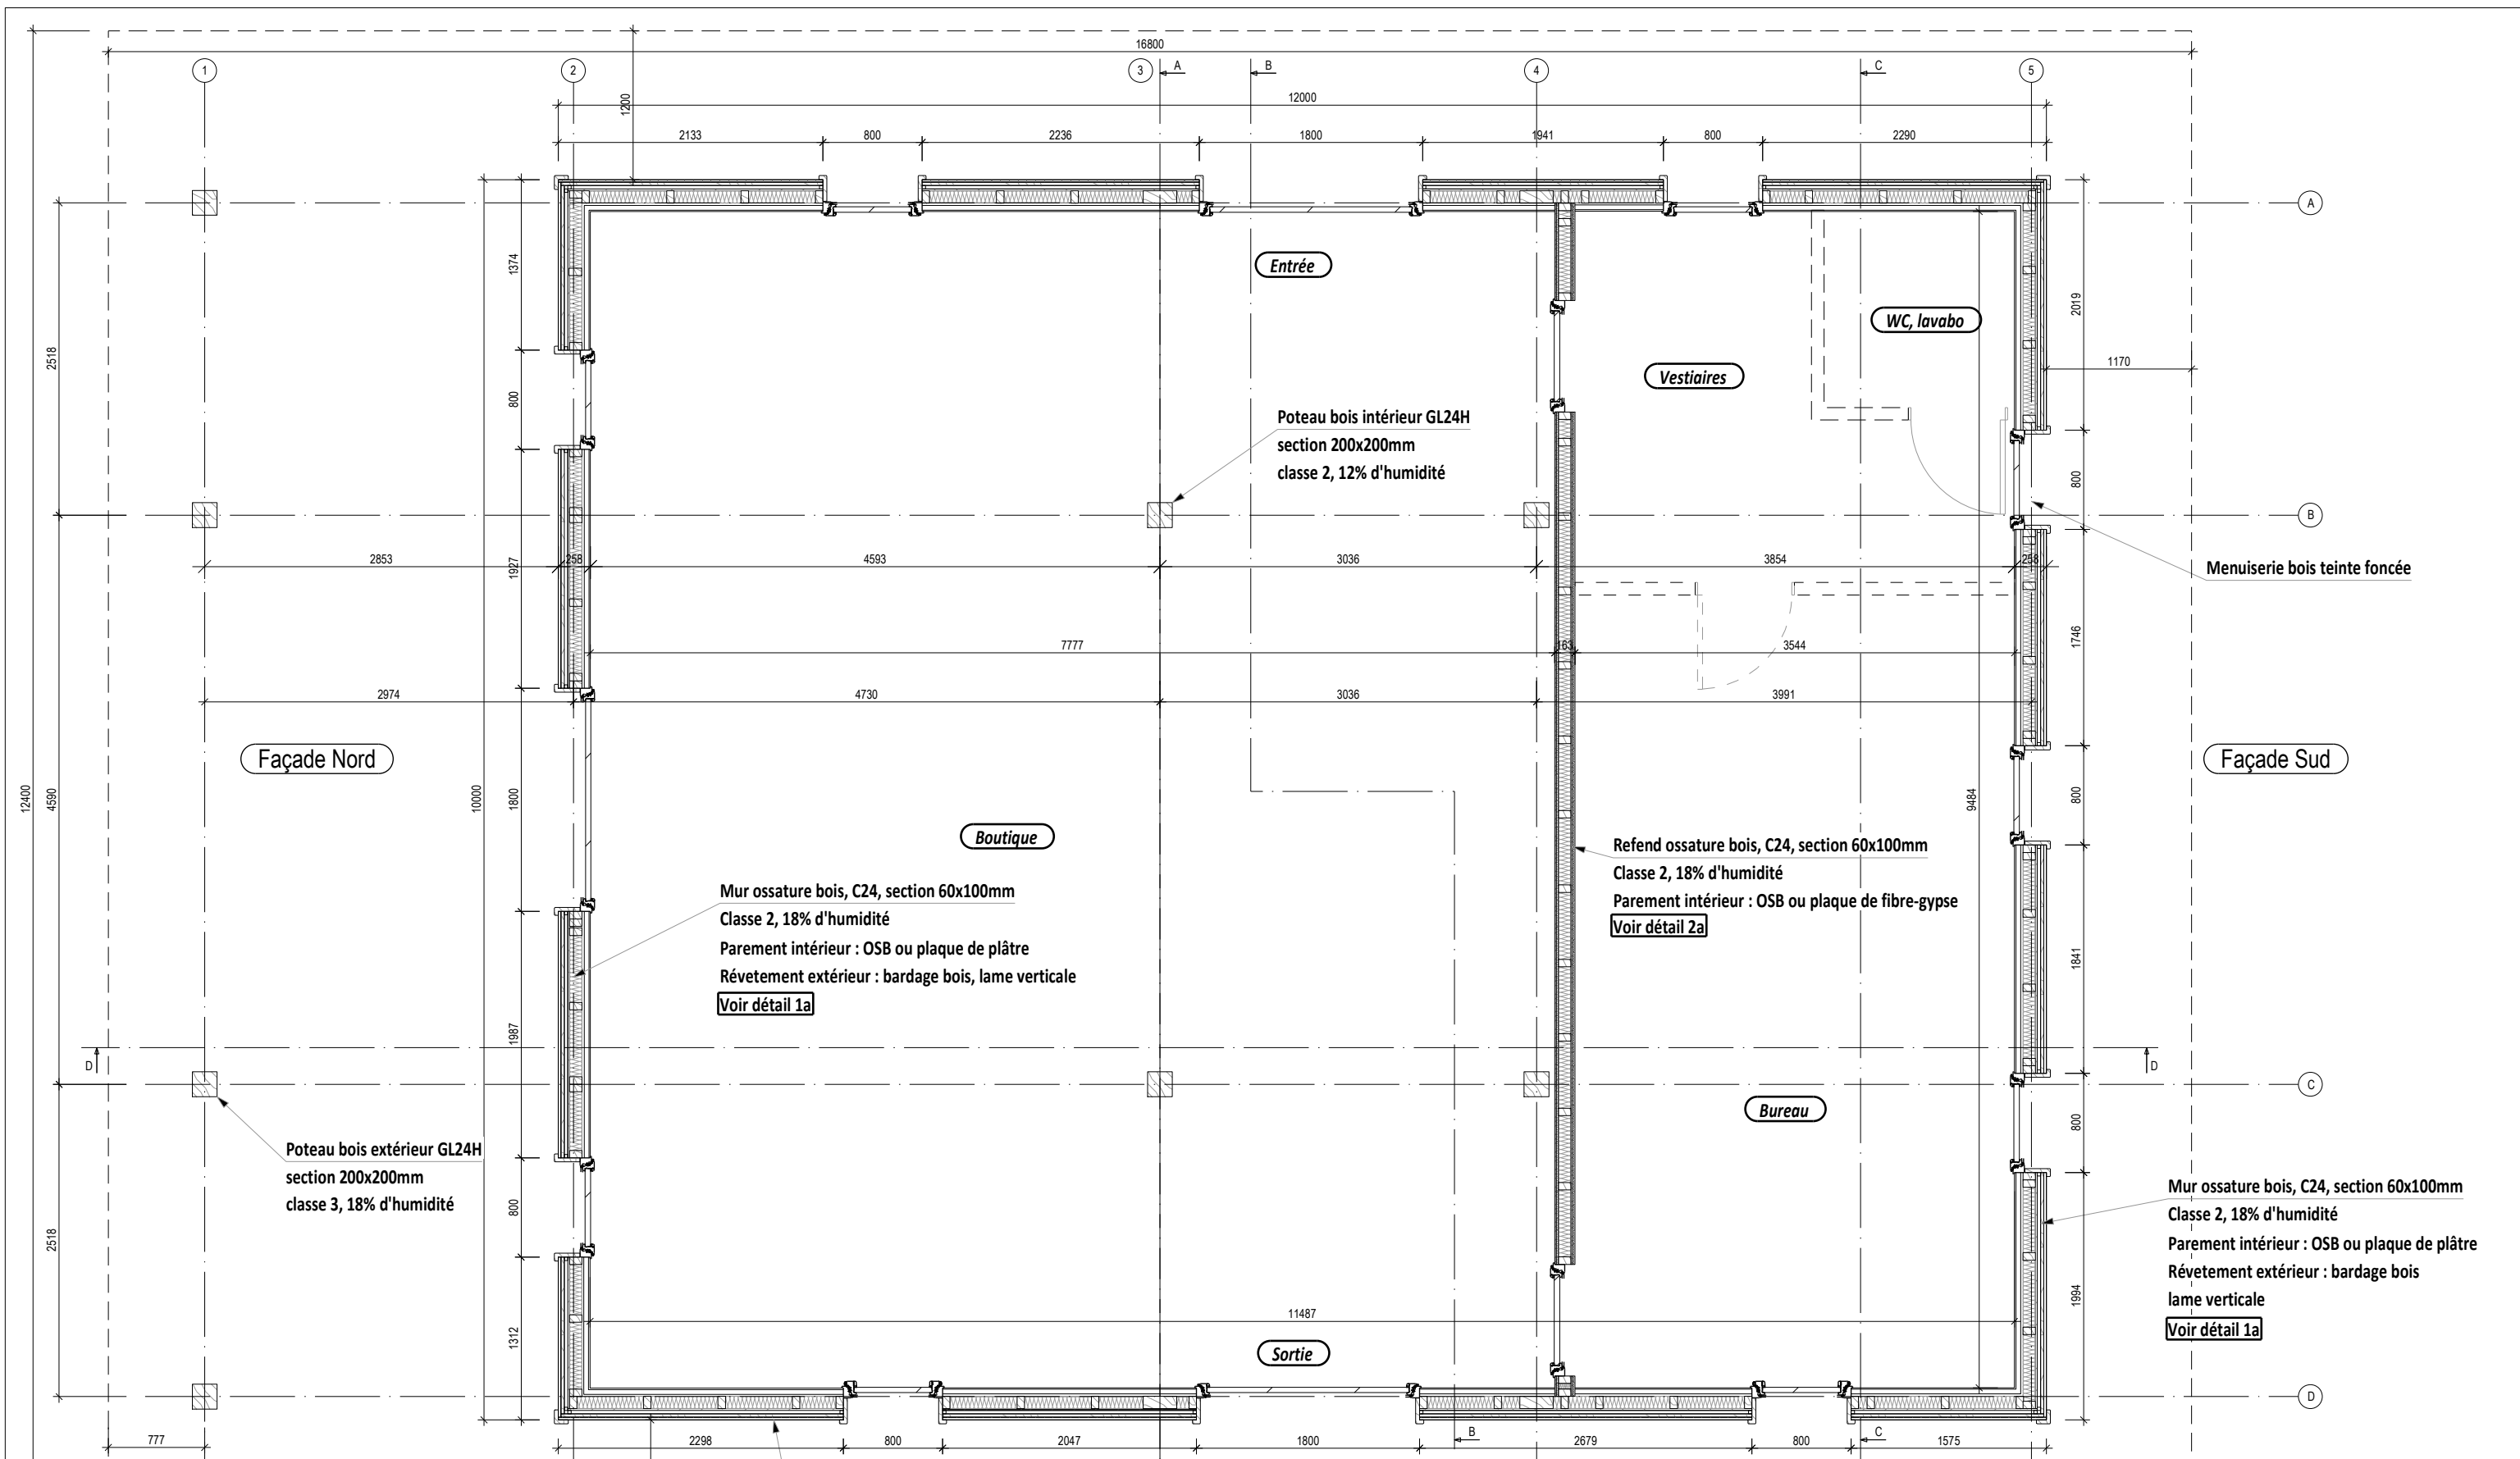 16800
1
2
3
A
B
4
C
5
12000
1200
2133
800
2236
1800
1941
800
2290
A
Entrée
1374
2518
2019
WC, lavabo
1170
Vestiaires
800
Poteau bois intérieur GL24H
section 200x200mm
classe 2, 12% d'humidité
800
B
2853
258
4593
3036
3854
258
1927
Menuiserie bois teinte foncée
7777
163
3544
1746
2974
4730
3036
3991
Façade Nord
Façade Sud
12400
4590
10000
1800
9484
800
Boutique
Refend ossature bois, C24, section 60x100mm
Classe 2, 18% d'humidité
Parement intérieur : OSB ou plaque de fibre-gypse
Voir détail 2a
Mur ossature bois, C24, section 60x100mm
Classe 2, 18% d'humidité
Parement intérieur : OSB ou plaque de plâtre
Révetement extérieur : bardage bois, lame verticale
Voir détail 1a
1841
1987
D
D
C
Bureau
800
Poteau bois extérieur GL24H
section 200x200mm
classe 3, 18% d'humidité
800
2518
Mur ossature bois, C24, section 60x100mm
Classe 2, 18% d'humidité
Parement intérieur : OSB ou plaque de plâtre
Révetement extérieur : bardage bois
lame verticale
Voir détail 1a
1994
11487
1312
Sortie
D
777
2298
800
2047
1800
B
2679
800
C
1575